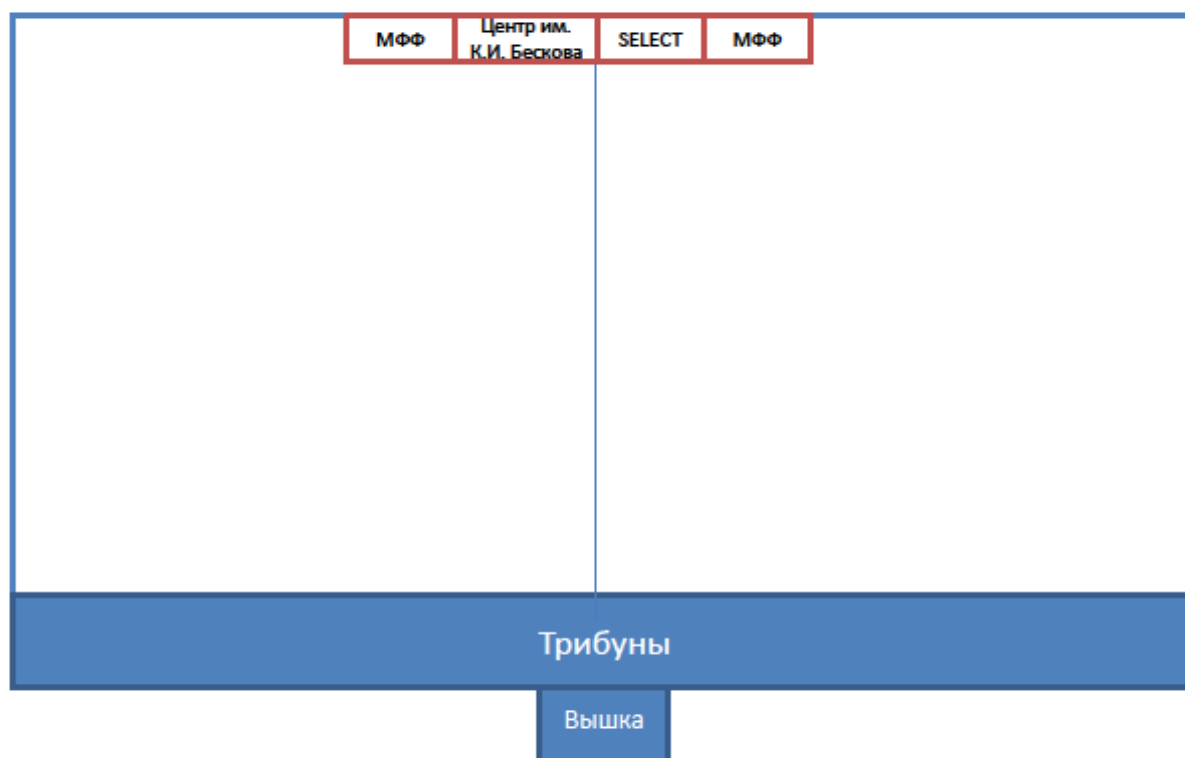 МФФ
Центр им.
К.И. Бескова
SELECT
МФФ
Трибуны
Вышка